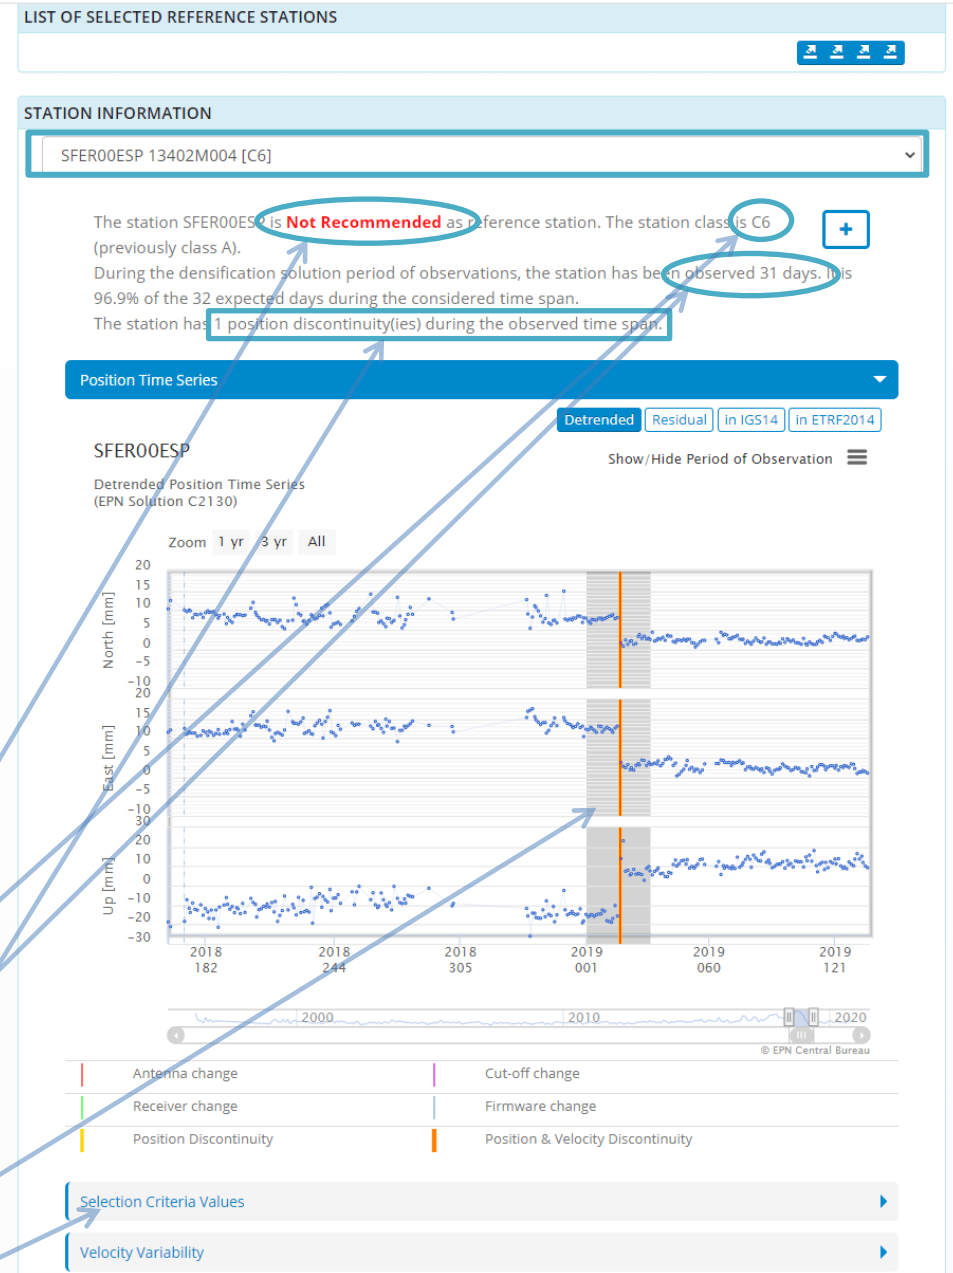 LIST OF SELECTED REFERENCE STATIONS
STATION INFORMATION
SFER00ESP 13402M004 [C6]
The station SFER00ESP is Not Recommended as reference station. The station class is C6
(previously class A).
During the densification solution period of observations, the station has been observed 31 days. It is
96.9% of the 32 expected days during the considered time span.
The station has 1 position discontinuity(ies) during the observed time span.
+
Position Time Series
Detrended Residual in IGS14 in ETRF2014
SFER00ESP
Show/Hide Period of Observation
Detrended Position Time Series
(EPN Solution C2130)
Zoom 1 yr 3 yr All
North [mm]
20
15
10
5
0
-5
-10
East [mm]
20
15
10
5
0
-5
-10
Up [mm]
30
20
10
0
-10
-20
-30
2018 2018 2018 2019 2019 2019
182 244 305 001 060 121
2000 2010 2020
© EPN Central Bureau
Antenna change Cut-off change
Receiver change Firmware change
Position Discontinuity Position & Velocity Discontinuity
Selection Criteria Values
Velocity Variability